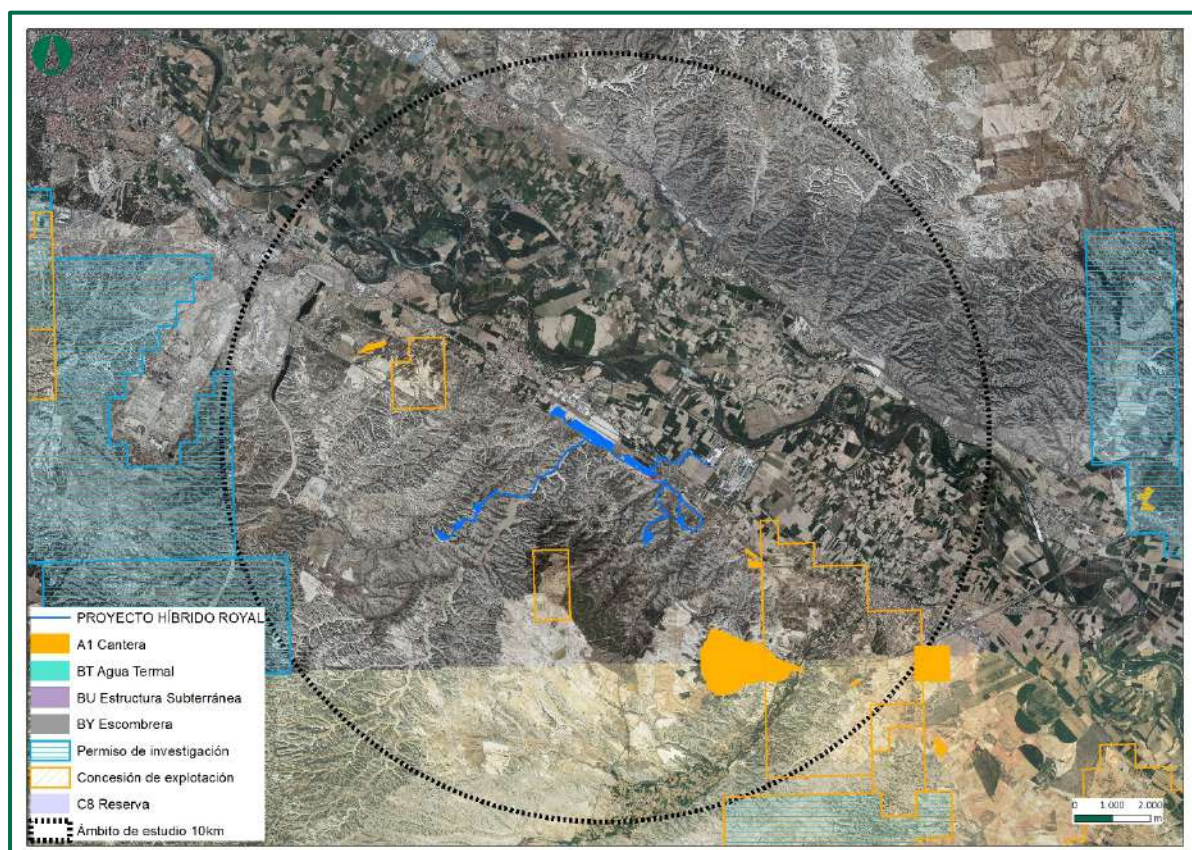 PROYECTO HÍBRIDO ROYAL
A1 Cantera
BT Agua Termal
BU Estructura Subterránea
BY Escombrera
Permiso de investigación
Concesión de explotación
C8 Reserva
Ámbito de estudio 10km
0 1.000 2.000
m